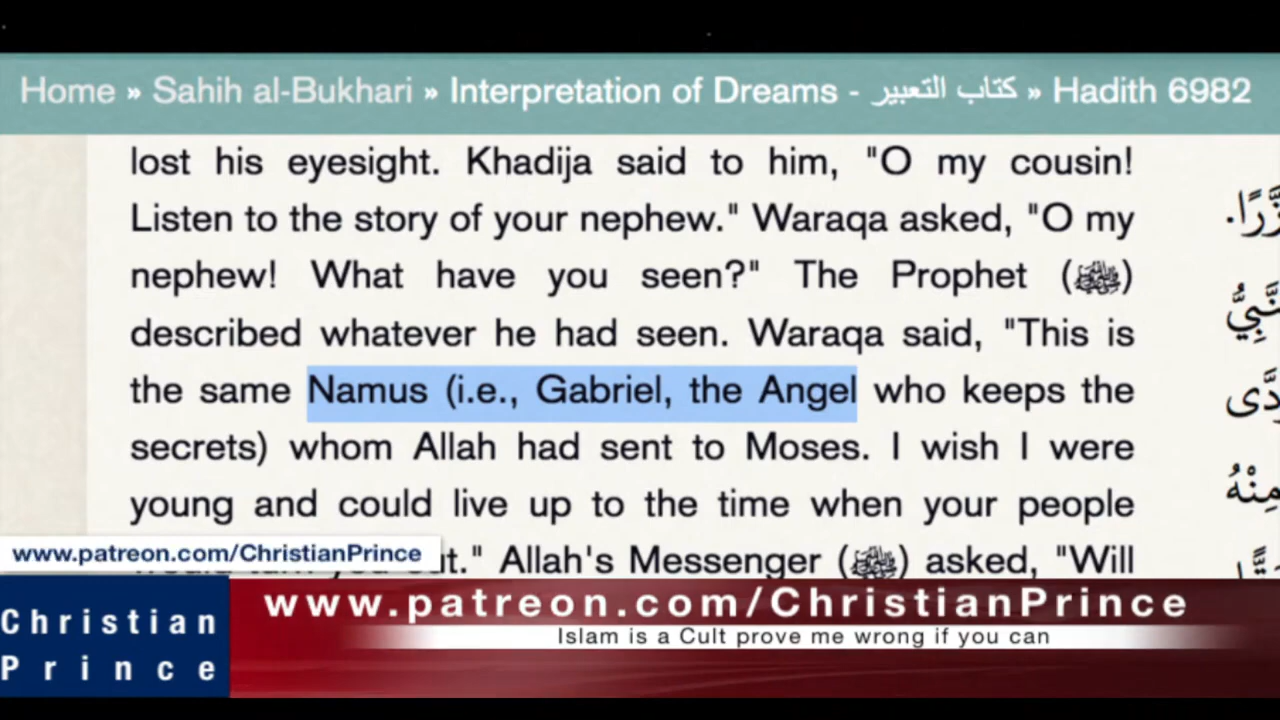 Home » Sahih al-Bukhari » Interpretation of Dreams - كتاب التعبير » Hadith 6982
lost his eyesight. Khadija said to him, "O my cousin!
Listen to the story of your nephew." Waraqa asked, "O my
nephew! What have you seen?" The Prophet (ﷺ)
described whatever he had seen. Waraqa said, "This is
the same Namus (i.e., Gabriel, the Angel who keeps the
secrets) whom Allah had sent to Moses. I wish I were
young and could live up to the time when your people
would turn you out." Allah's Messenger (ﷺ) asked, "Will
مِنْهُ
www.patreon.com/ChristianPrince
Christian
Prince
www.patreon.com/ChristianPrince
Islam is a Cult prove me wrong if you can